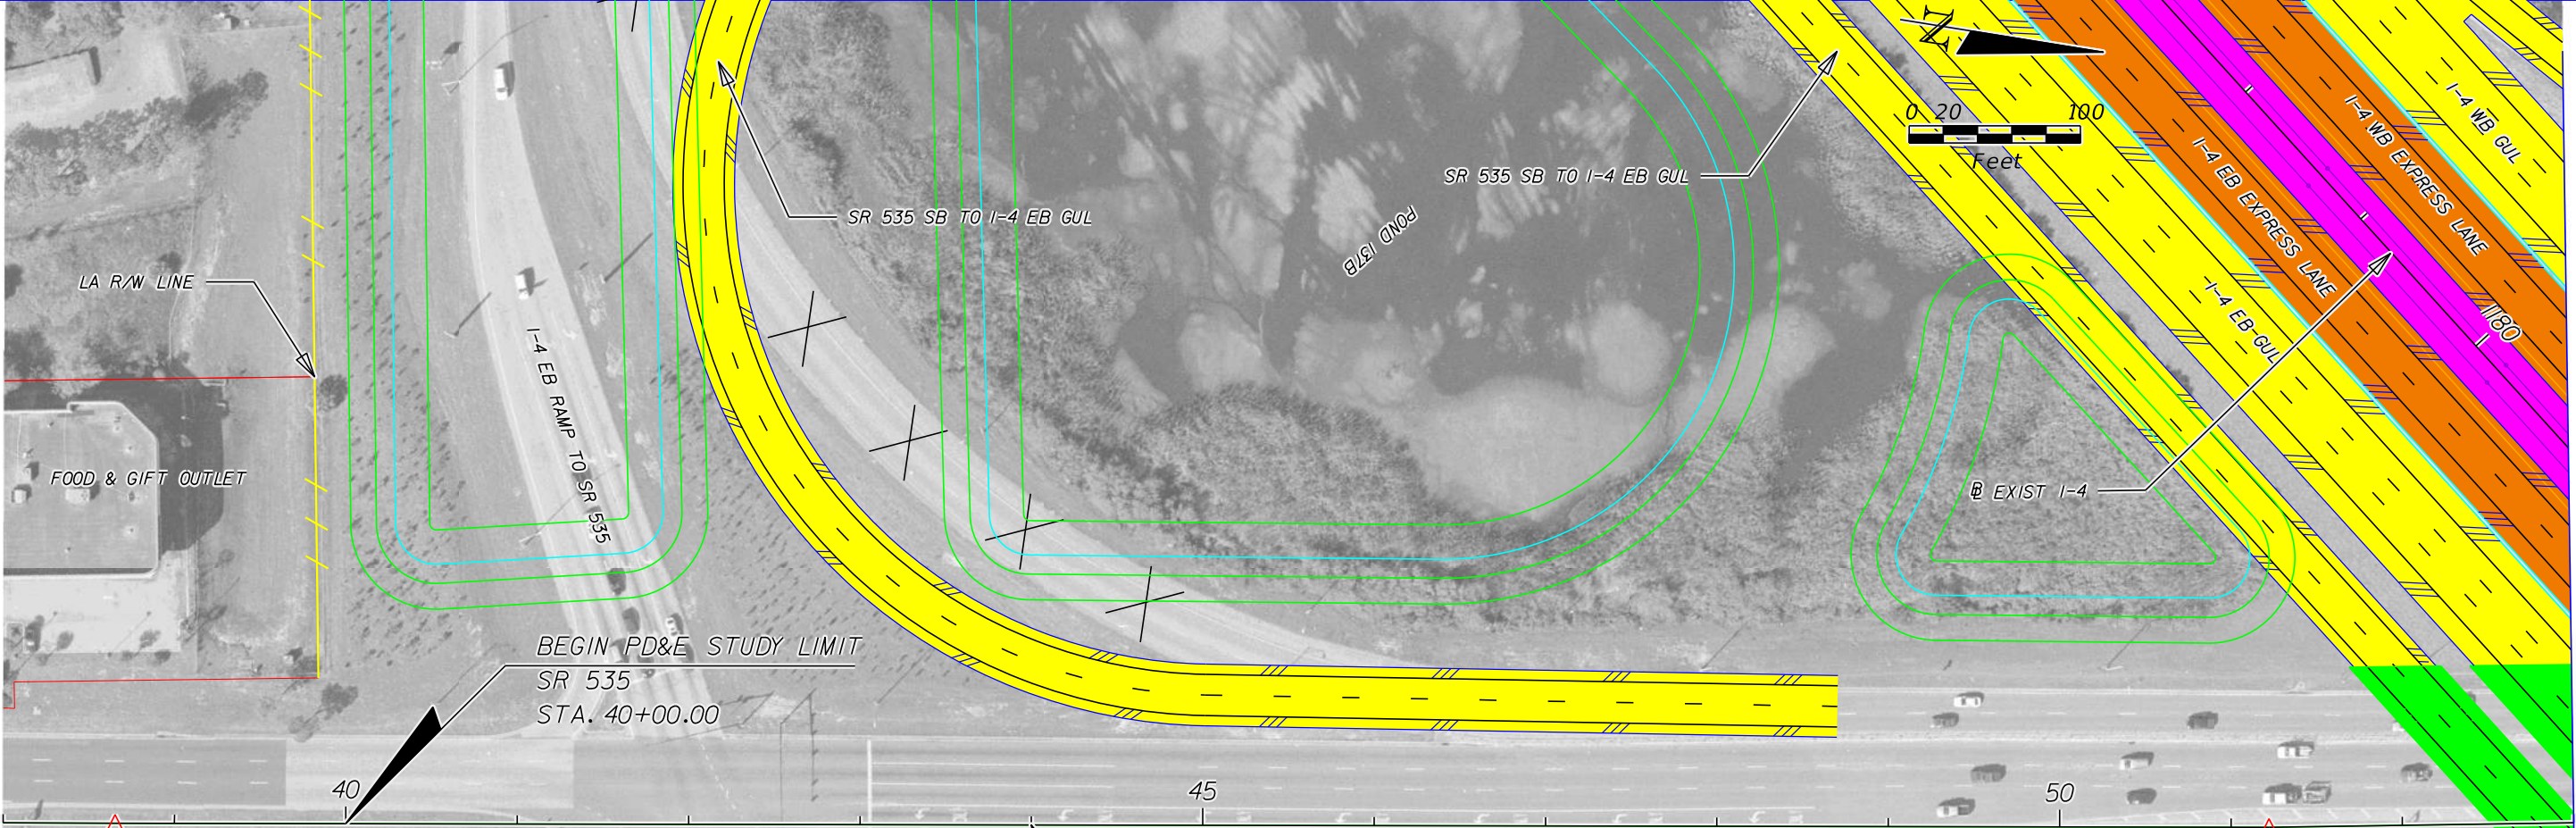 N
0 20 100
Feet
I-4 WB GUL
I-4 WB EXPRESS LANE
I-4 EB EXPRESS LANE
SR 535 SB TO I-4 EB GUL
SR 535 SB TO I-4 EB GUL
POND 137B
LA R/W LINE
I-4 EB GUL
1180
I-4 EB RAMP TO SR 535
FOOD & GIFT OUTLET
B EXIST I-4
BEGIN PD&E STUDY LIMIT
SR 535
STA. 40+00.00
40
45
50